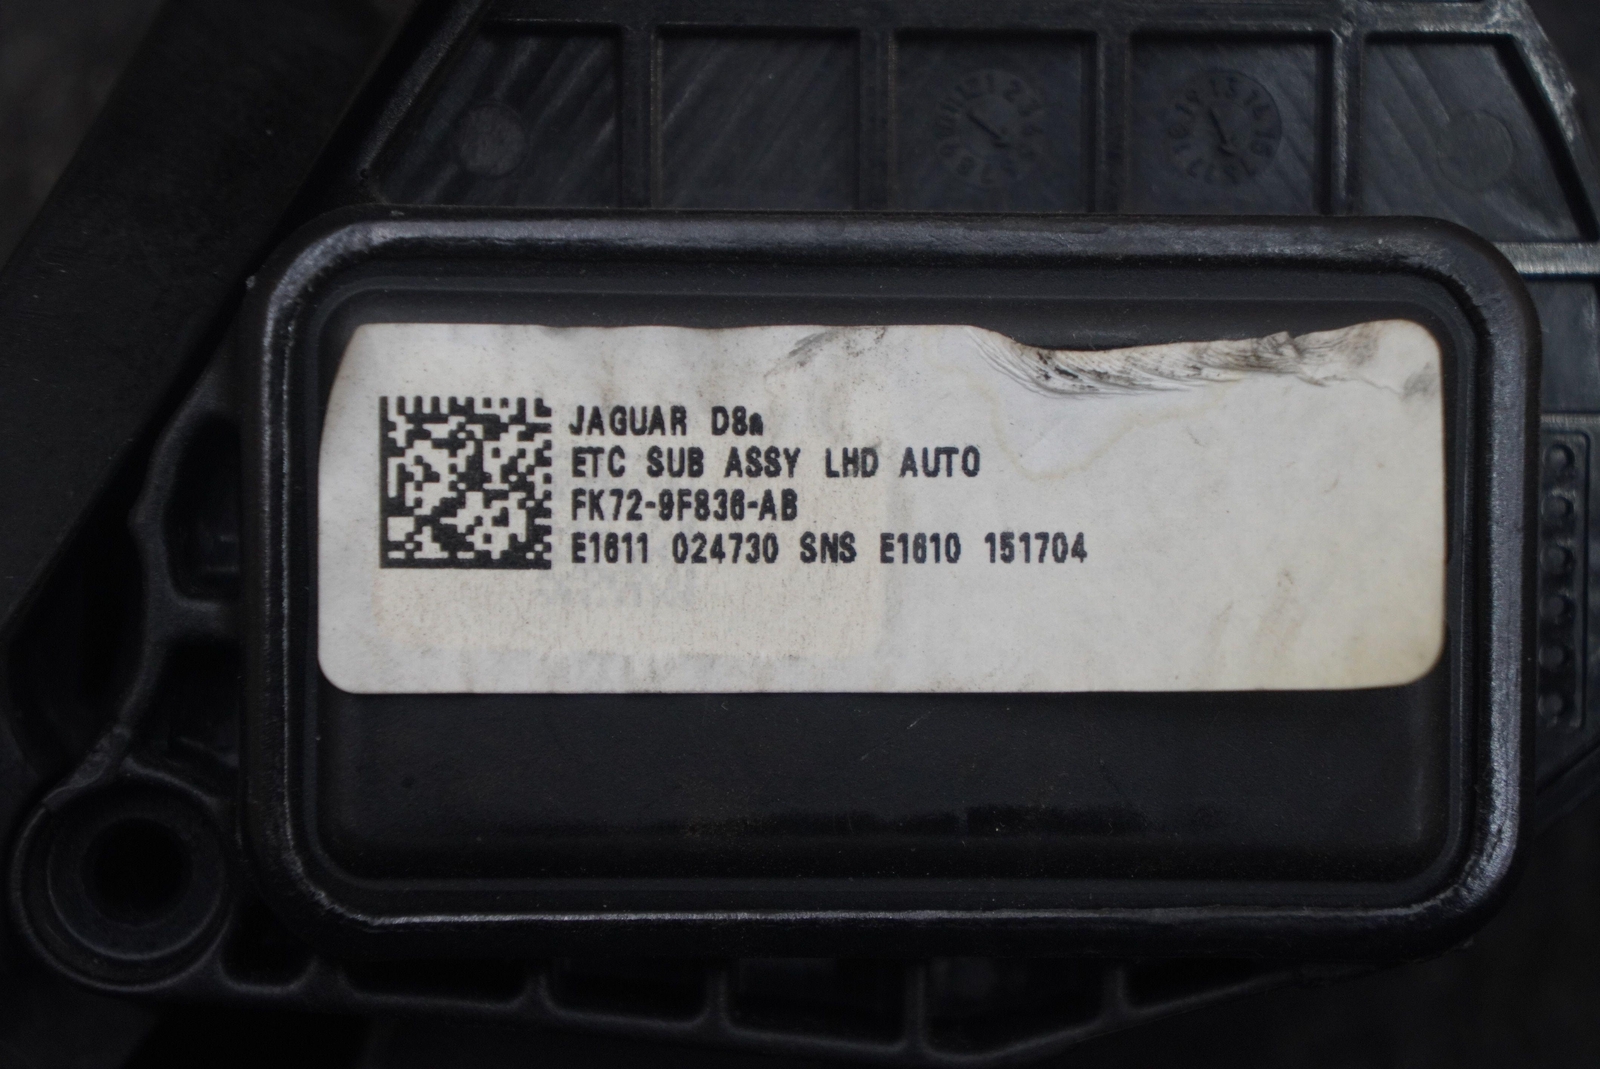 JAGUAR D8a
ETC SUB ASSY LHD AUTO
FK72-9F836-AB
E1611 024730 SNS E1610 151704